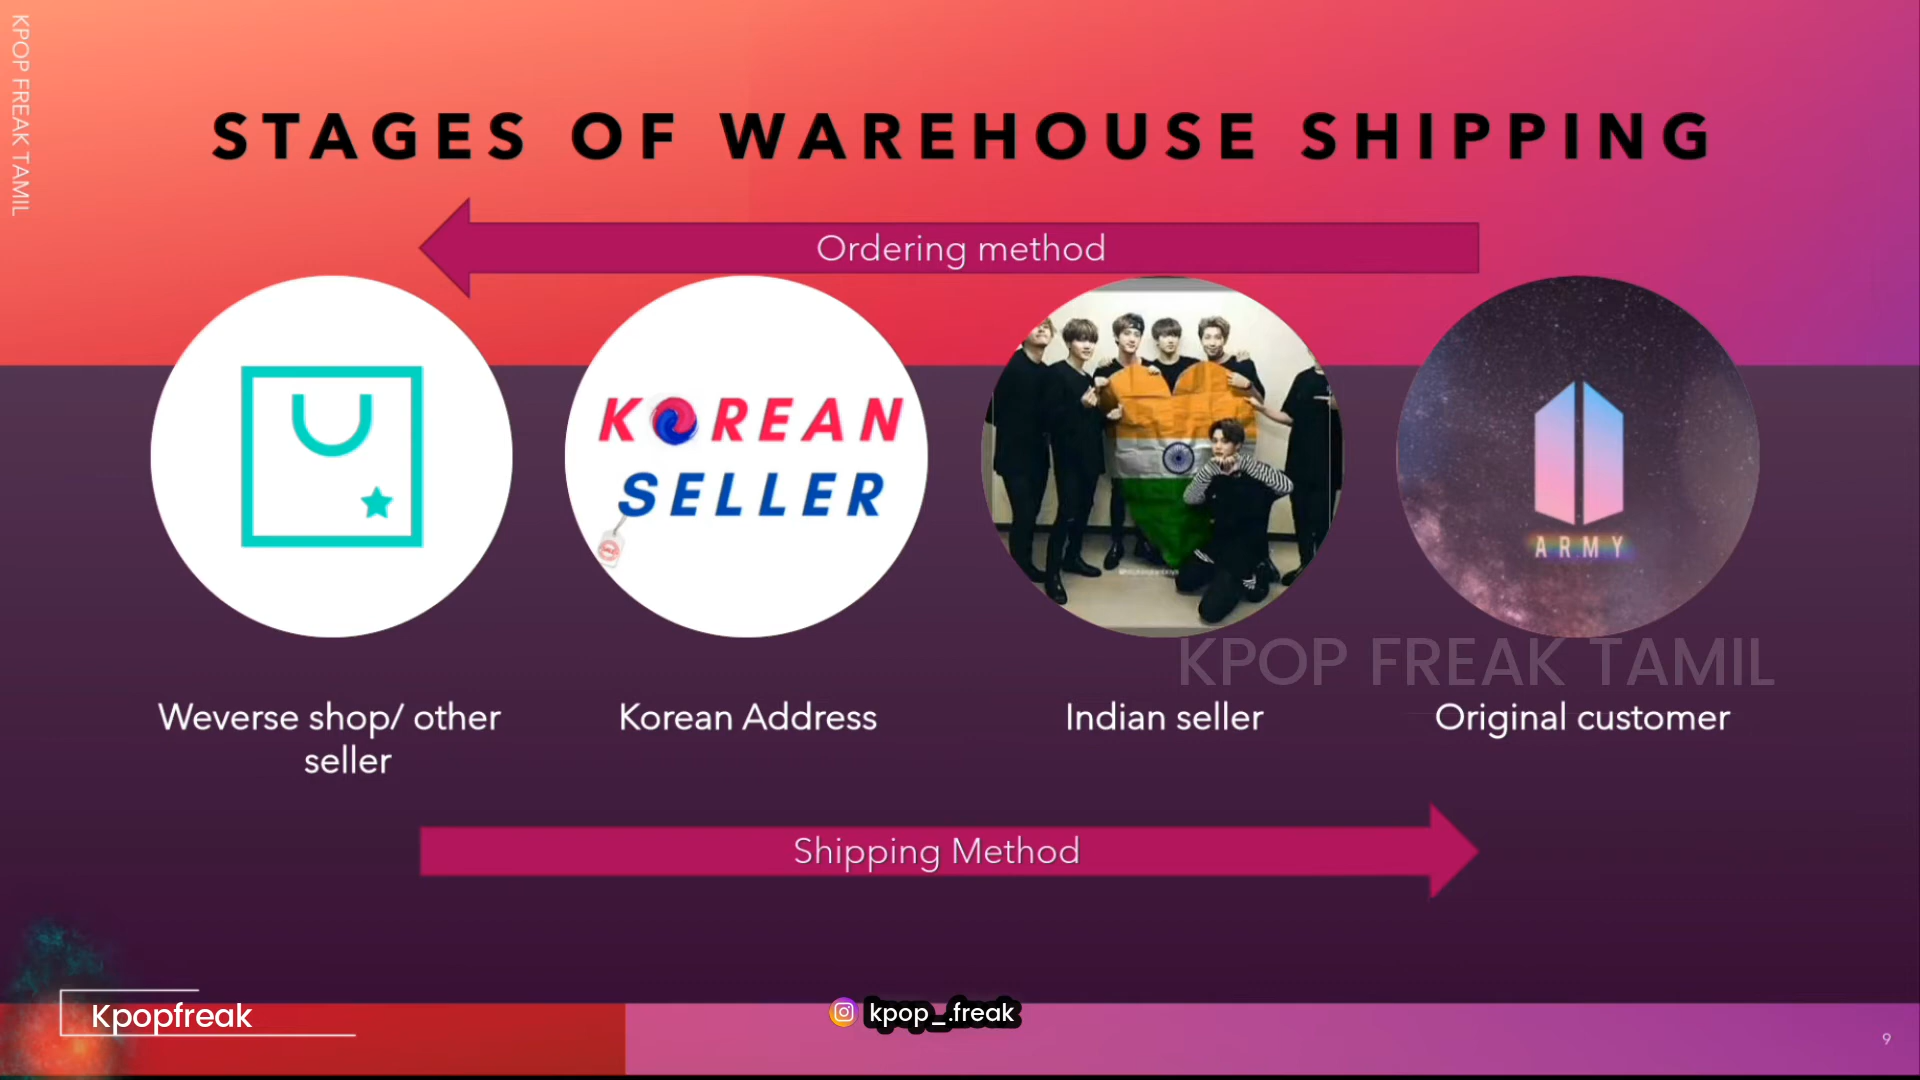 KPOP FREAK TAMIL
STAGES OF WAREHOUSE SHIPPING
Ordering method
KOREAN
SELLER
ARMY
KPOP FREAK TAMIL
Weverse shop/ other
seller
Korean Address
Indian seller
Original customer
Shipping Method
Kpopfreak
kpop_.freak
9